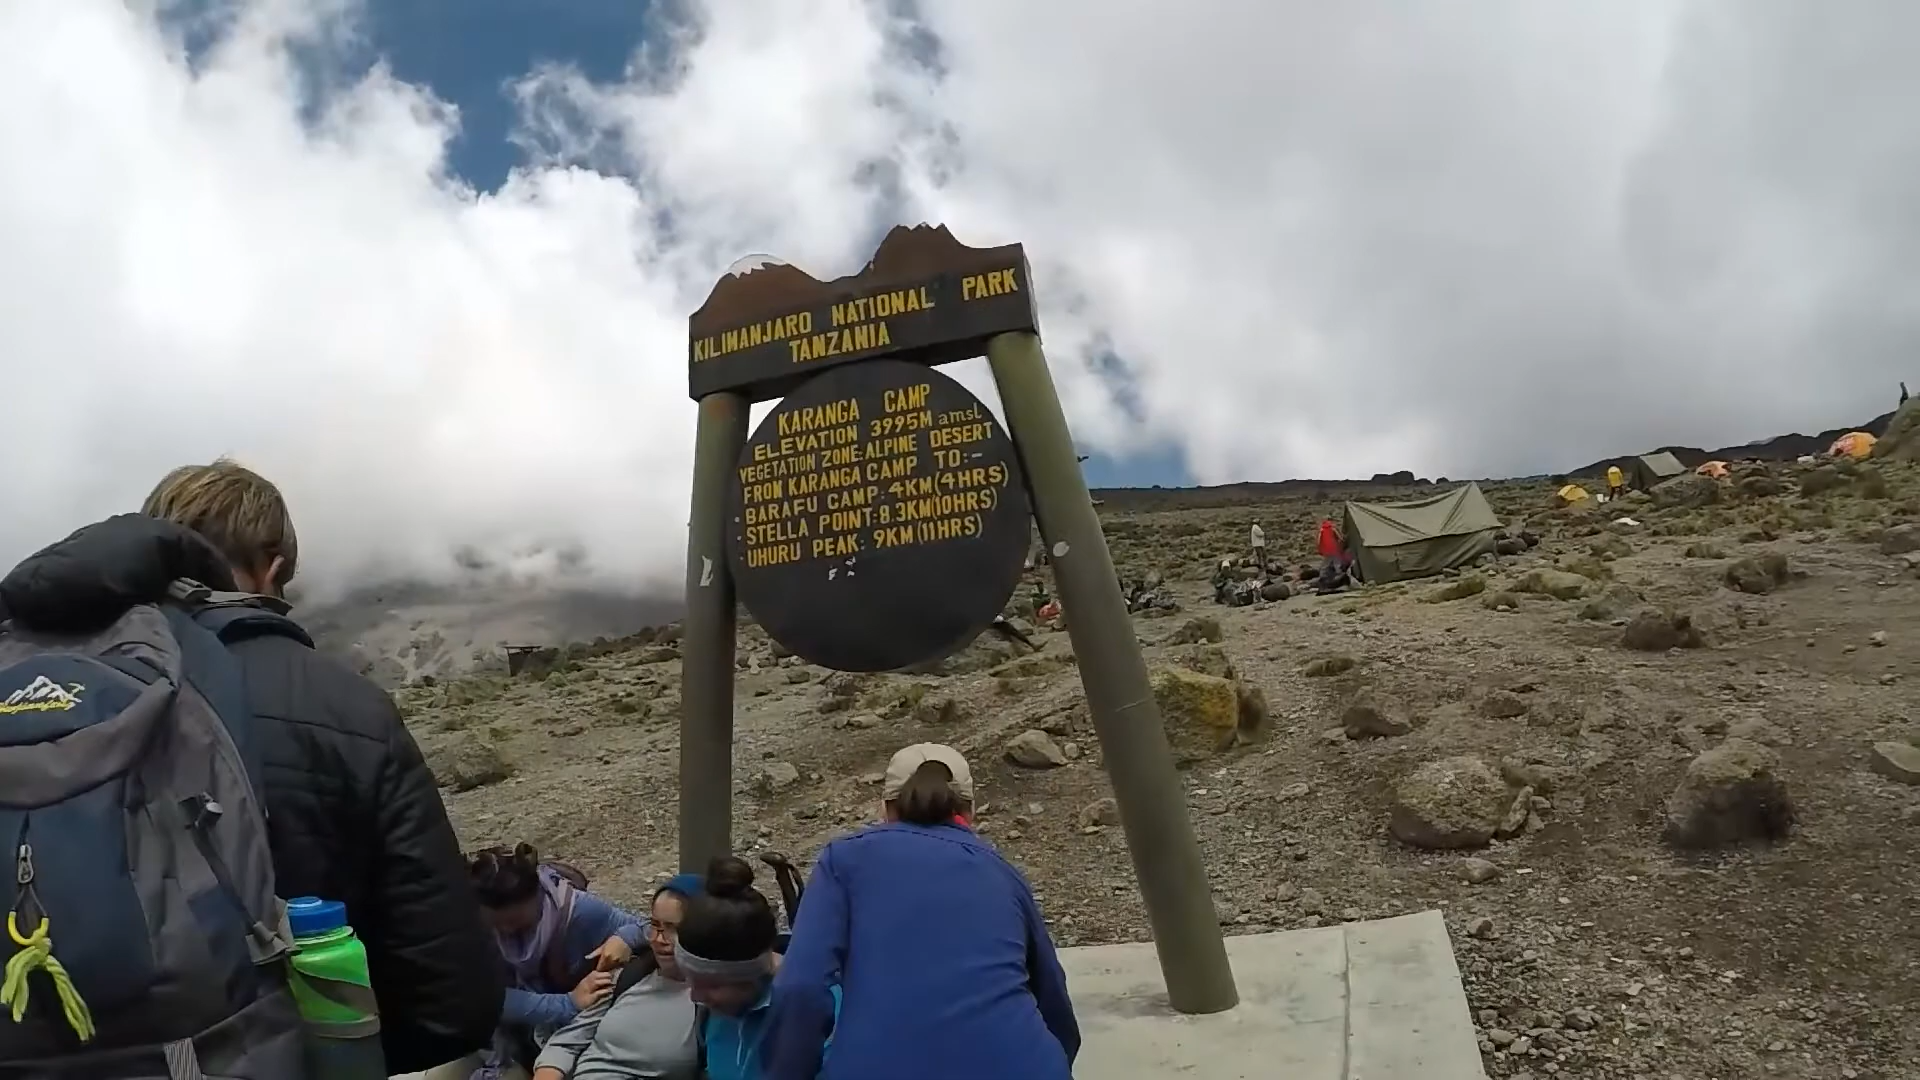 KILIMANJARO NATIONAL PARK
TANZANIA
KARANGA CAMP
ELEVATION 3995M amsl
VEGETATION ZONE:ALPINE DESERT
FROM KARANGA CAMP TO:-
· BARAFU CAMP: 4KM(4HRS)
· STELLA POINT:8.3KM(10HRS)
· UHURU PEAK: 9KM(11HRS)